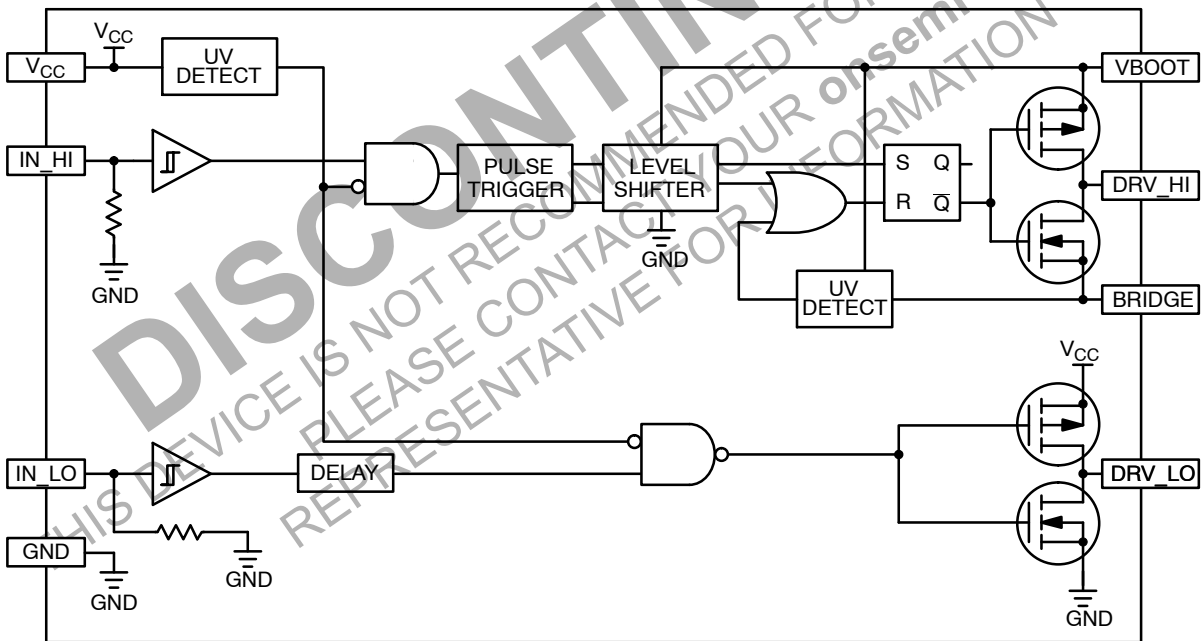 VCC
VCC
UV
DETECT
VBOOT
IN_HI
PULSE
TRIGGER
LEVEL
SHIFTER
S Q
R Q̅
DRV_HI
GND
GND
UV
DETECT
BRIDGE
VCC
IN_LO
DELAY
DRV_LO
GND
GND
GND
GND
DISCONTIN
THIS DEVICE IS NOT RECOMMENDED FOR
PLEASE CONTACT YOUR onsemi
REPRESENTATIVE FOR INFORMATION